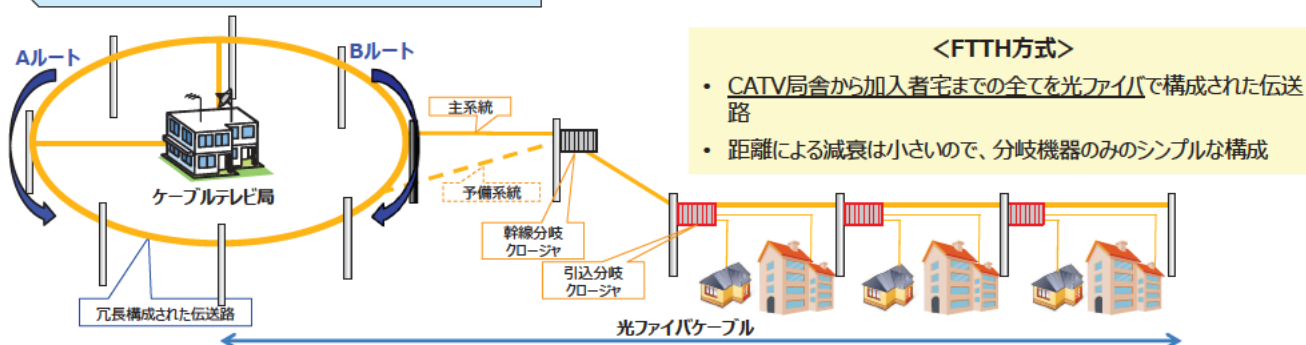 Aルート
Bルート
<FTTH方式>
• CATV局舎から加入者宅までの全てを光ファイバで構成された伝送
路
• 距離による減衰は小さいので、分岐機器のみのシンプルな構成
主系統
ケーブルテレビ局
予備系統
幹線分岐
クロージャ
引込分岐
クロージャ
冗長構成された伝送路
光ファイバケーブル